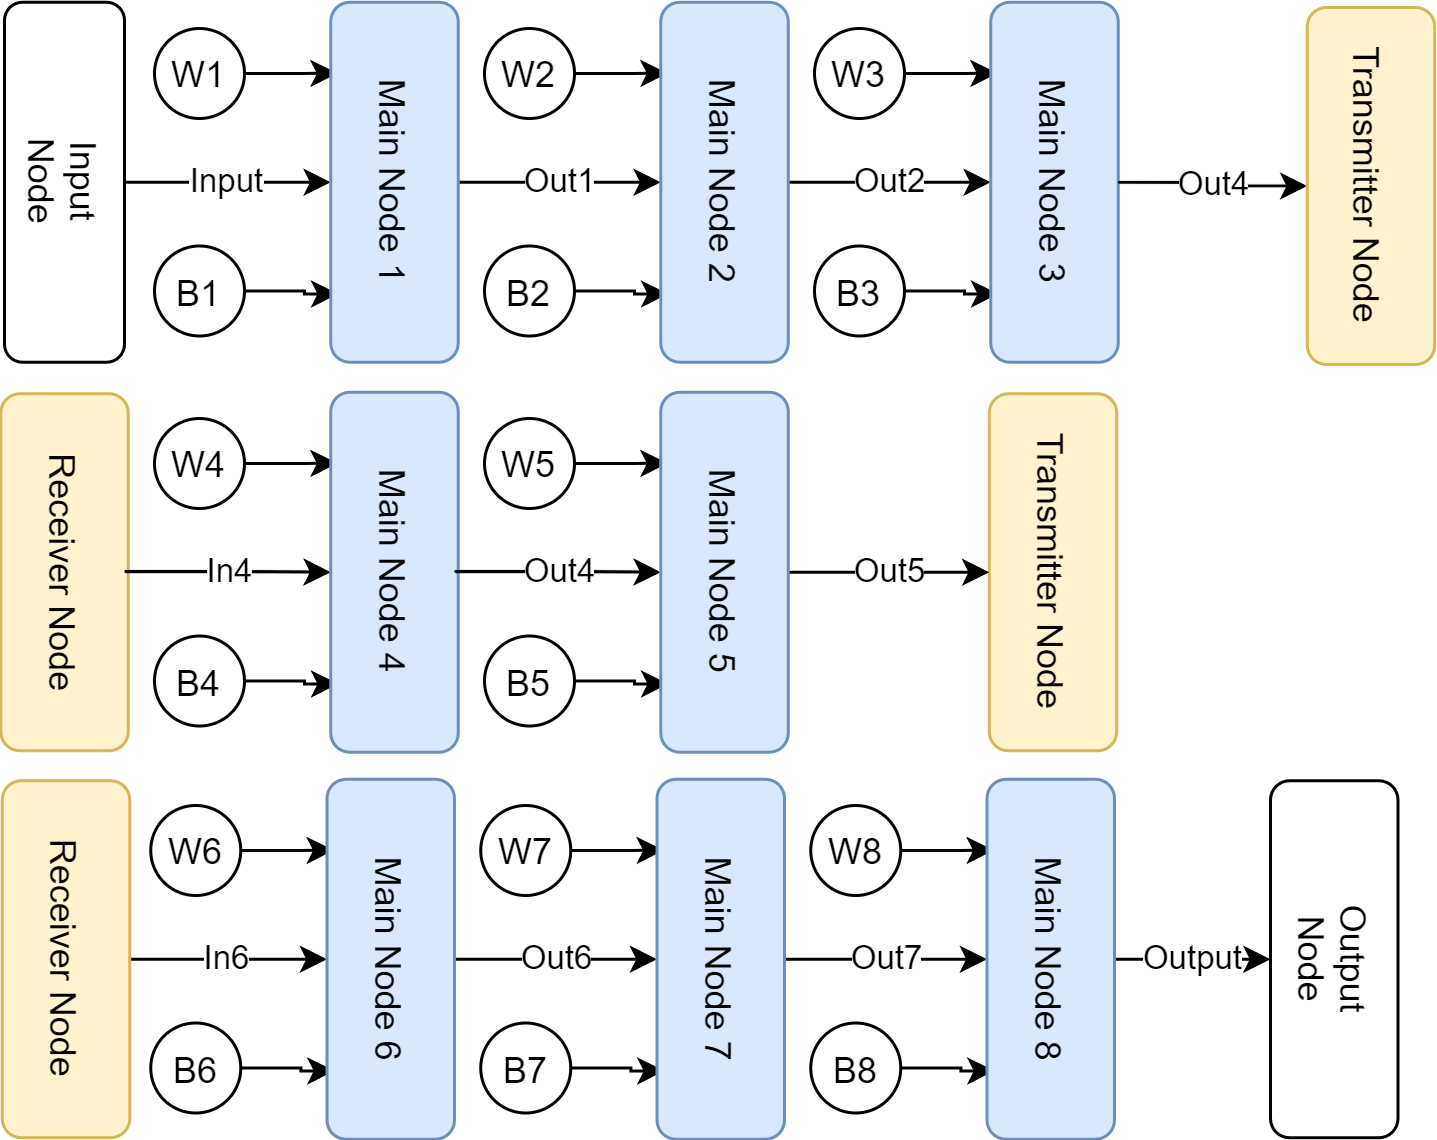 Input
Node
W1
Input
B1
Main Node 1
W2
Out1
B2
Main Node 2
W3
Out2
B3
Main Node 3
Out4
Transmitter Node
Receiver Node
W4
In4
B4
Main Node 4
W5
Out4
B5
Main Node 5
Out5
Transmitter Node
Receiver Node
W6
In6
B6
Main Node 6
W7
Out6
B7
Main Node 7
W8
Out7
B8
Main Node 8
Output
Output
Node